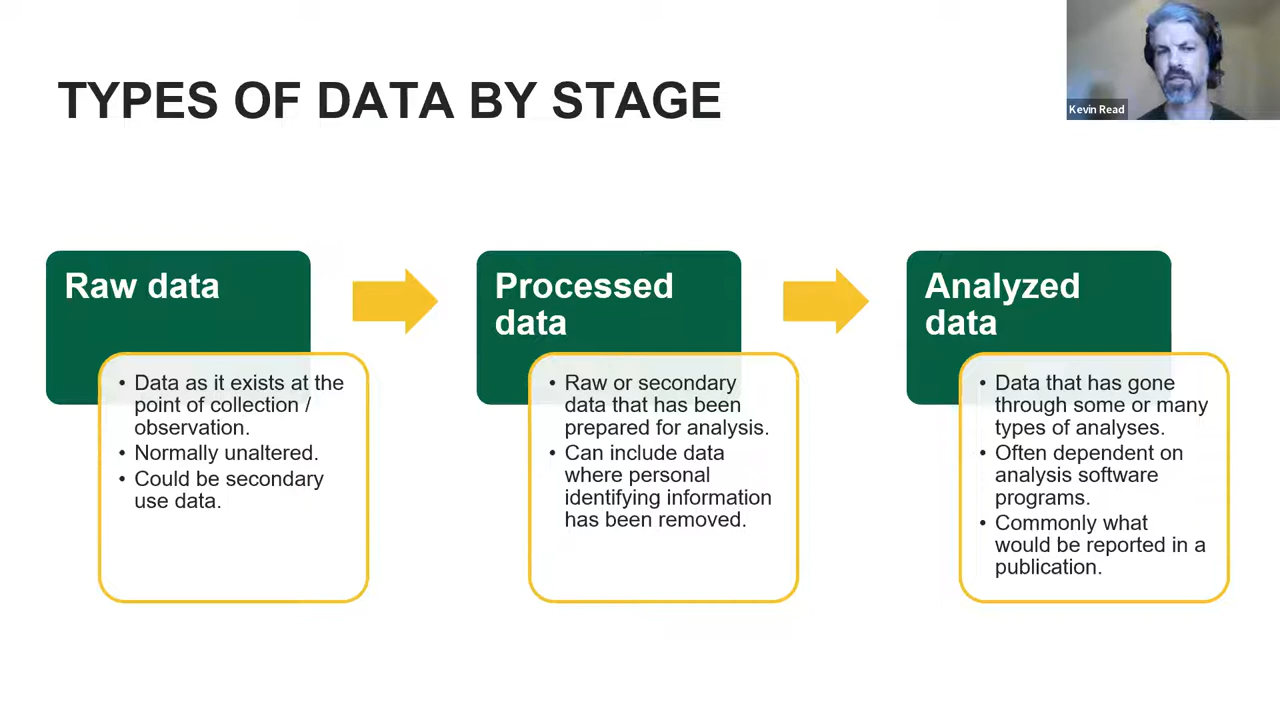 TYPES OF DATA BY STAGE
Kevin Read
Raw data
• Data as it exists at the
point of collection /
observation.
• Normally unaltered.
• Could be secondary
use data.
Processed
data
• Raw or secondary
data that has been
prepared for analysis.
• Can include data
where personal
identifying information
has been removed.
Analyzed
data
• Data that has gone
through some or many
types of analyses.
• Often dependent on
analysis software
programs.
• Commonly what
would be reported in a
publication.